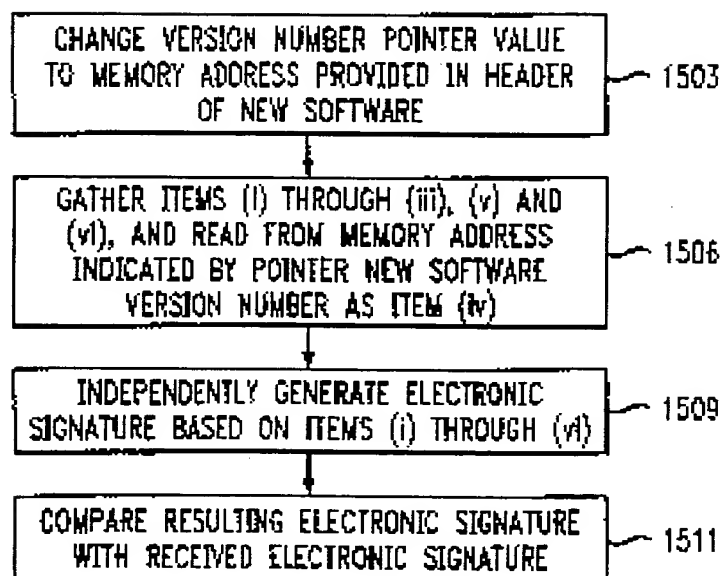 CHANGE VERSION NUMBER POINTER VALUE
TO MEMORY ADDRESS PROVIDED IN HEADER
OF NEW SOFTWARE
1503
GATHER ITEMS (i) THROUGH (iii), (v) AND
(vi), AND READ FROM MEMORY ADDRESS
INDICATED BY POINTER NEW SOFTWARE
VERSION NUMBER AS ITEM (iv)
1506
INDEPENDENTLY GENERATE ELECTRONIC
SIGNATURE BASED ON ITEMS (i) THROUGH (vi)
1509
COMPARE RESULTING ELECTRONIC SIGNATURE
WITH RECEIVED ELECTRONIC SIGNATURE
1511